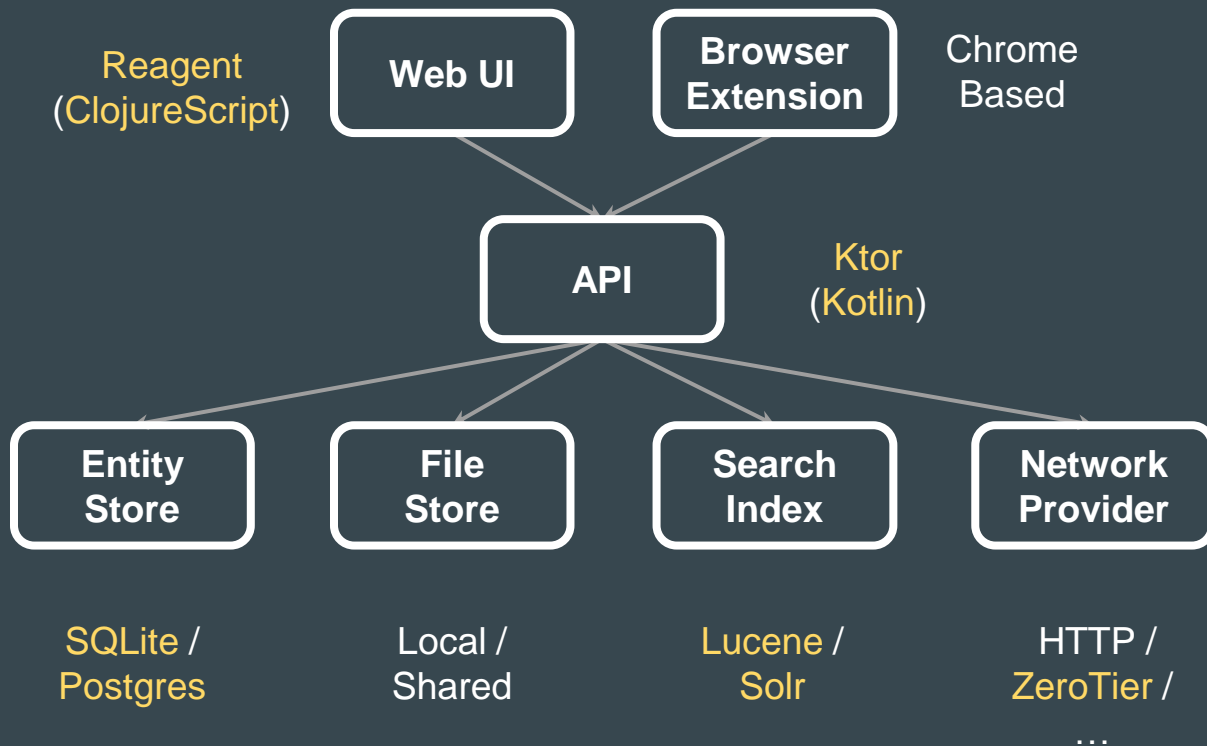 Reagent
(ClojureScript)
Web UI
Browser
Extension
Chrome
Based
API
Ktor
(Kotlin)
Entity
Store
File
Store
Search
Index
Network
Provider
SQLite /
Postgres
Local /
Shared
Lucene /
Solr
HTTP /
ZeroTier /
…